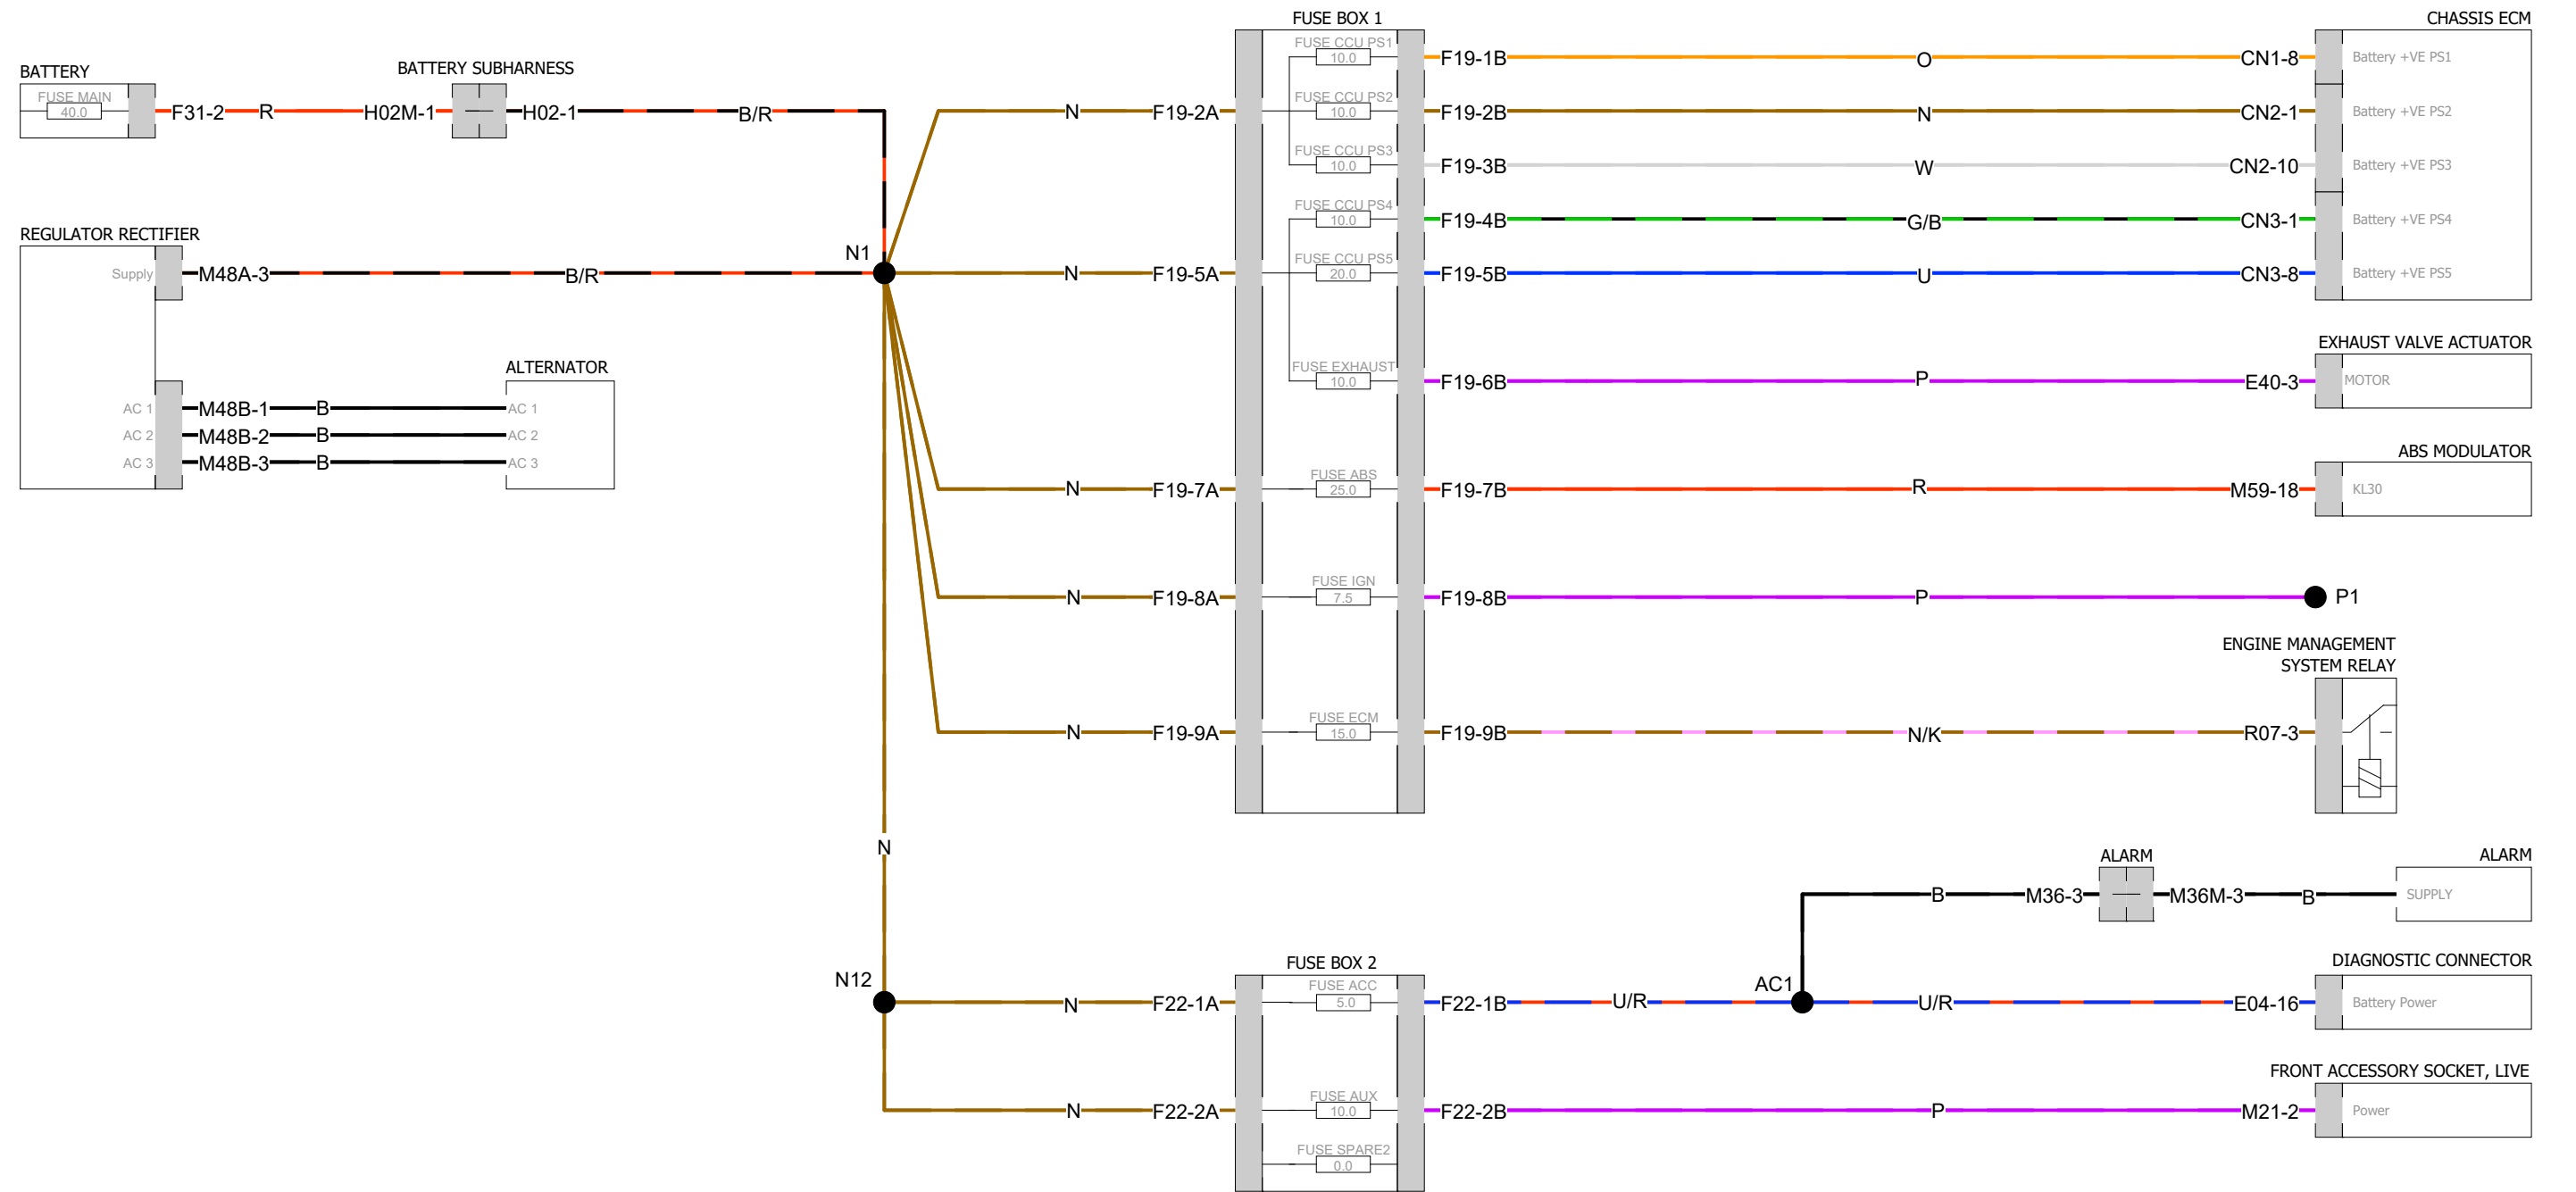 FUSE BOX 1
CHASSIS ECM
BATTERY
BATTERY SUBHARNESS
FUSE MAIN
40.0
F31-2
R
H02M-1
H02-1
B/R
REGULATOR RECTIFIER
Supply
M48A-3
B/R
N1
ALTERNATOR
AC 1
M48B-1
B
AC 1
AC 2
M48B-2
B
AC 2
AC 3
M48B-3
B
AC 3
FUSE CCU PS1
10.0
F19-1B
O
CN1-8
Battery +VE PS1
N
F19-2A
FUSE CCU PS2
10.0
F19-2B
N
CN2-1
Battery +VE PS2
FUSE CCU PS3
10.0
F19-3B
W
CN2-10
Battery +VE PS3
FUSE CCU PS4
10.0
F19-4B
G/B
CN3-1
Battery +VE PS4
N
F19-5A
FUSE CCU PS5
20.0
F19-5B
U
CN3-8
Battery +VE PS5
EXHAUST VALVE ACTUATOR
FUSE EXHAUST
10.0
F19-6B
P
E40-3
MOTOR
ABS MODULATOR
N
F19-7A
FUSE ABS
25.0
F19-7B
R
M59-18
KL30
N
F19-8A
FUSE IGN
7.5
F19-8B
P
P1
ENGINE MANAGEMENT
SYSTEM RELAY
N
F19-9A
FUSE ECM
15.0
F19-9B
N/K
R07-3
N
ALARM
ALARM
B
M36-3
M36M-3
B
SUPPLY
N12
FUSE BOX 2
DIAGNOSTIC CONNECTOR
N
F22-1A
FUSE ACC
5.0
F22-1B
U/R
AC1
U/R
E04-16
Battery Power
FRONT ACCESSORY SOCKET, LIVE
N
F22-2A
FUSE AUX
10.0
F22-2B
P
M21-2
Power
FUSE SPARE2
0.0